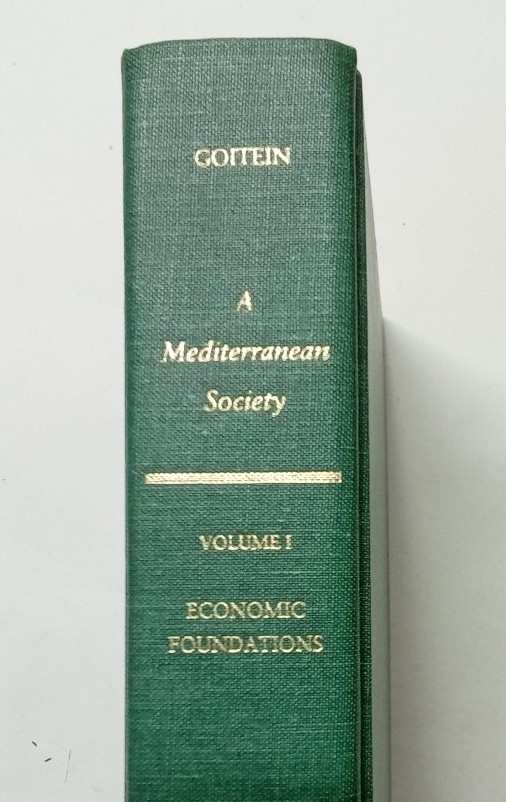 GOITEIN
A
Mediterranean
Society
VOLUME I
ECONOMIC
FOUNDATIONS